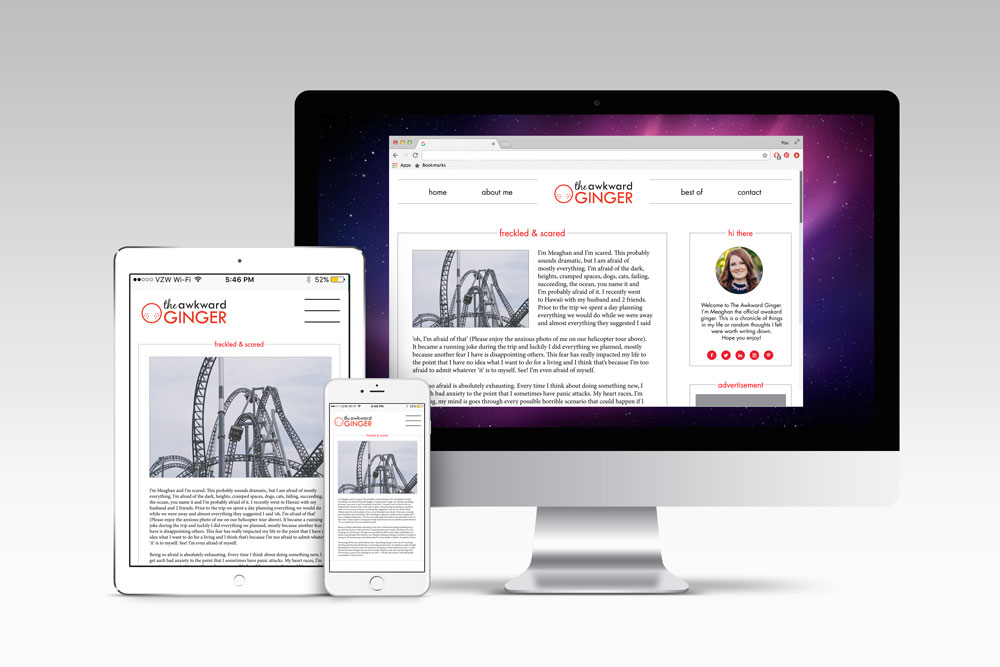 You
Apps Bookmarks
home about me the awkward GINGER best of contact
freckled & scared
I'm Meaghan and I'm scared. This probably
sounds dramatic, but I am afraid of
mostly everything. I'm afraid of the dark,
heights, cramped spaces, dogs, cats, failing,
succeeding, the ocean, you name it and
I'm probably afraid of it. I recently went
to Hawaii with my husband and 2 friends.
Prior to the trip we spent a day planning
everything we would do while we were away
and almost everything they suggested I said
'oh, I'm afraid of that' (Please enjoy the anxious photo of me on our helicopter tour above).
It became a running joke during the trip and luckily I did everything we planned, mostly
because another fear I have is disappointing others. This fear has really impacted my life to
the point that I have no idea what I want to do for a living and I think that's because I'm too
afraid to admit whatever 'it' is to myself. See! I'm even afraid of myself.
so afraid is absolutely exhausting. Every time I think about doing something new, I
h bad anxiety to the point that I sometimes have panic attacks. My heart races, I'm
ng, my mind is goes through every possible horrible scenario that could happen if I
hi there
Welcome to The Awkward Ginger.
I'm Meaghan the official awokard
ginger. This is a chronicle of things
in my life or random thoughts I felt
were worth writing down.
Hope you enjoy!
advertisement
VZW Wi-Fi 5:46 PM 52%
the awkward
GINGER
freckled & scared
I'm Meaghan and I'm scared. This probably sounds dramatic, but I am afraid of mostly
everything. I'm afraid of the dark, heights, cramped spaces, dogs, cats, failing, succeeding,
the ocean, you name it and I'm probably afraid of it. I recently went to Hawaii with my
husband and 2 friends. Prior to the trip we spent a day planning everything we would do
while we were away and almost everything they suggested I said 'oh, I'm afraid of that'
(Please enjoy the anxious photo of me on our helicopter tour above). It became a running
joke during the trip and luckily I did everything we planned, mostly because another fear
I have is disappointing others. This fear has really impacted my life to the point that I have
idea what I want to do for a living and I think that's because I'm too afraid to admit whatever
'it' is to myself. See! I'm even afraid of myself.
Being so afraid is absolutely exhausting. Every time I think about doing something new, I
get such bad anxiety to the point that I sometimes have panic attacks. My heart races, I'm
VZW Wi-Fi 5:46 PM 52%
the awkward
GINGER
freckled & scared